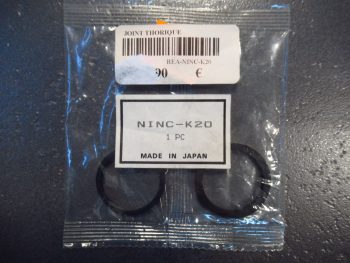 JOINT THORIQUE
REA-NINC-K20
90 €
NINC-K20
1 PC
MADE IN JAPAN